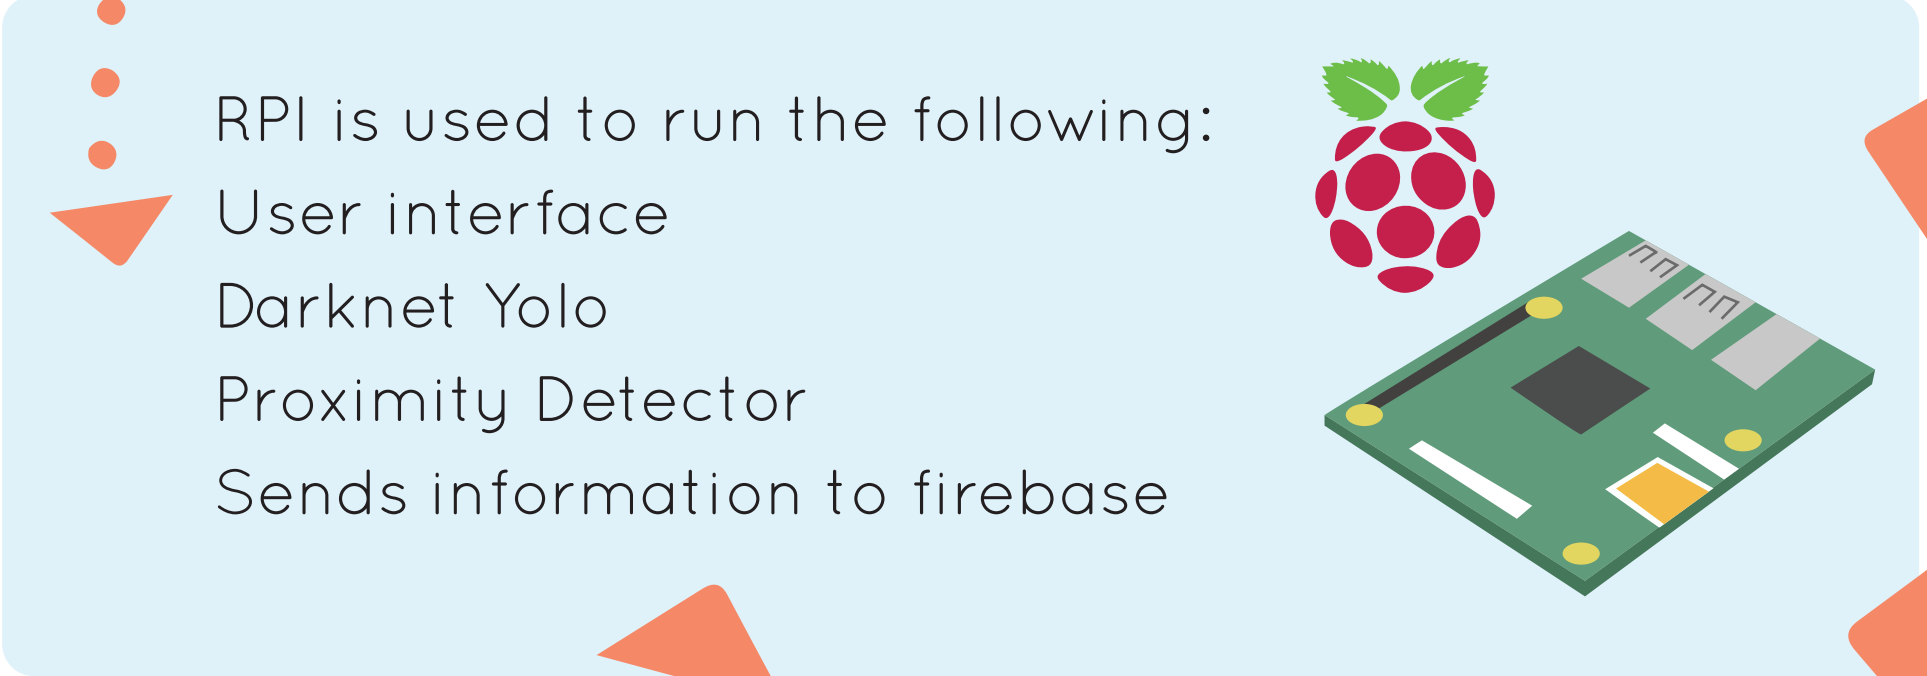 RPI is used to run the following:
User interface
Darknet Yolo
Proximity Detector
Sends information to firebase